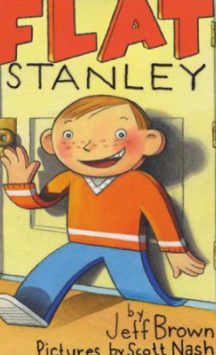 FLAT
STANLEY
by
Jeff Brown
Pictures by Scott Nash